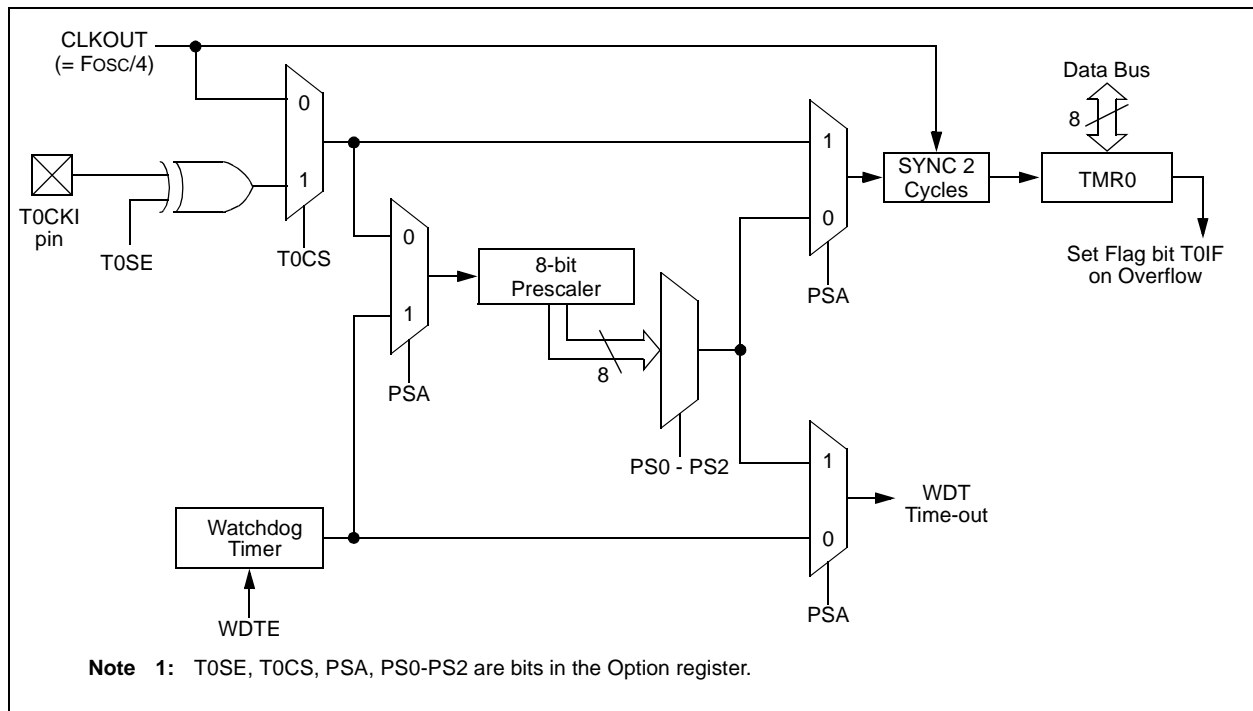 CLKOUT
(= FOSC/4)
0
1
T0CKI
pin
T0SE
T0CS
0
1
PSA
8-bit
Prescaler
8
PS0 - PS2
1
0
PSA
SYNC 2
Cycles
Data Bus
8
TMR0
Set Flag bit T0IF
on Overflow
1
0
PSA
WDT
Time-out
Watchdog
Timer
WDTE
Note 1: T0SE, T0CS, PSA, PS0-PS2 are bits in the Option register.